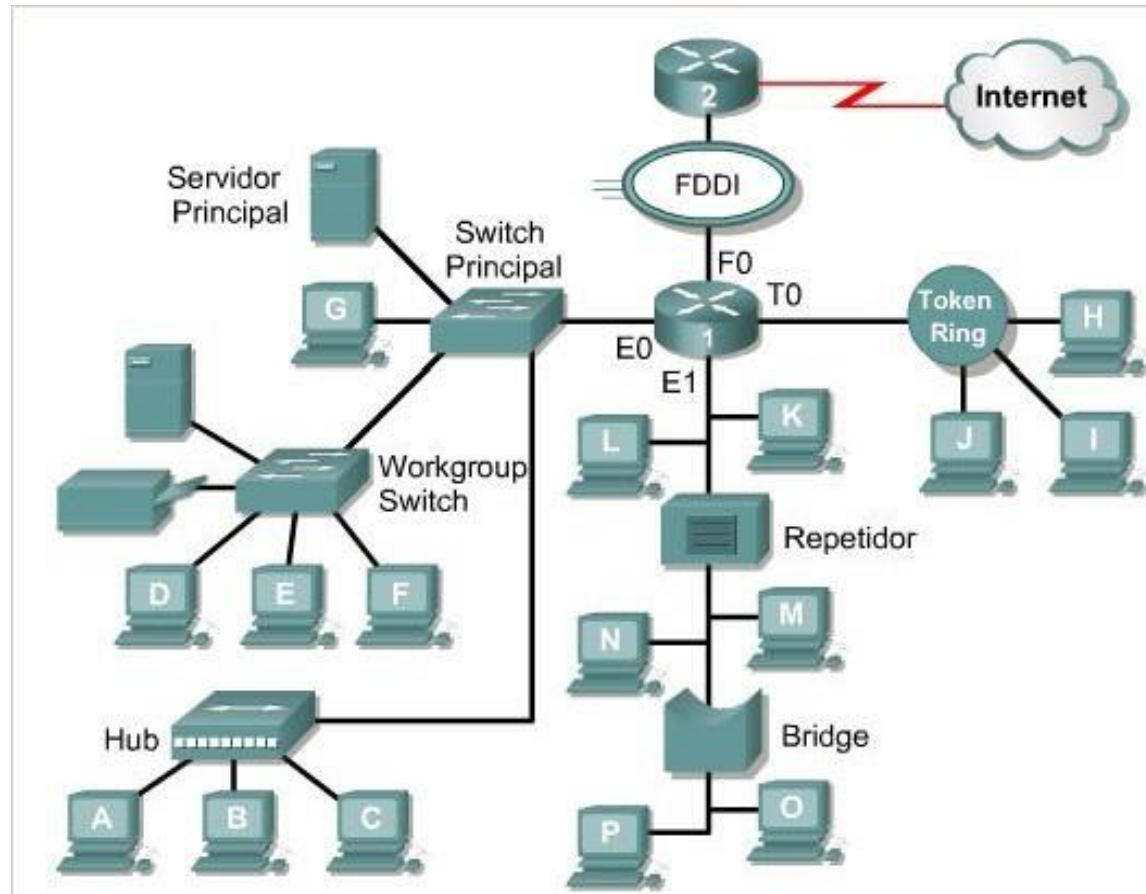 2
Internet
FDDI
Servidor
Principal
Switch
Principal
F0
T0
G
1
E0
E1
Token
Ring
H
K
L
J
I
Workgroup
Switch
Repetidor
D
E
F
N
M
Hub
Bridge
A
B
C
P
O